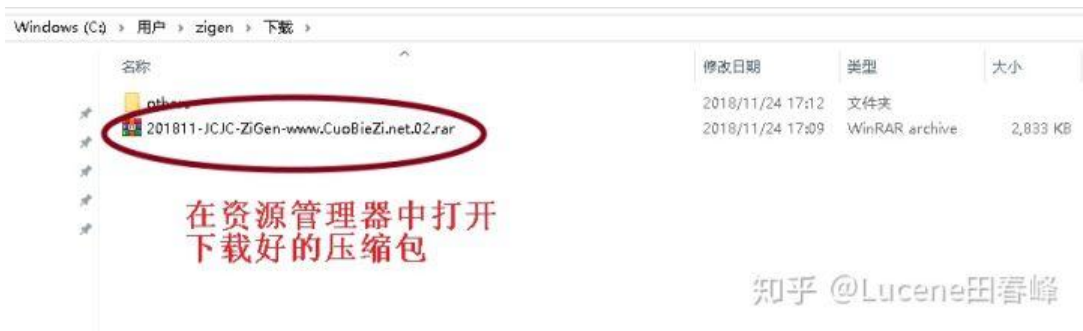 Windows (C:) › 用户 › zigen › 下载 ›
名称 修改日期 类型 大小
others 2018/11/24 17:12 文件夹
201811-JCJC-ZiGen-www.CuoBieZi.net.02.rar 2018/11/24 17:09 WinRAR archive 2,833 KB
在资源管理器中打开
下载好的压缩包
知乎 @Lucene田春峰